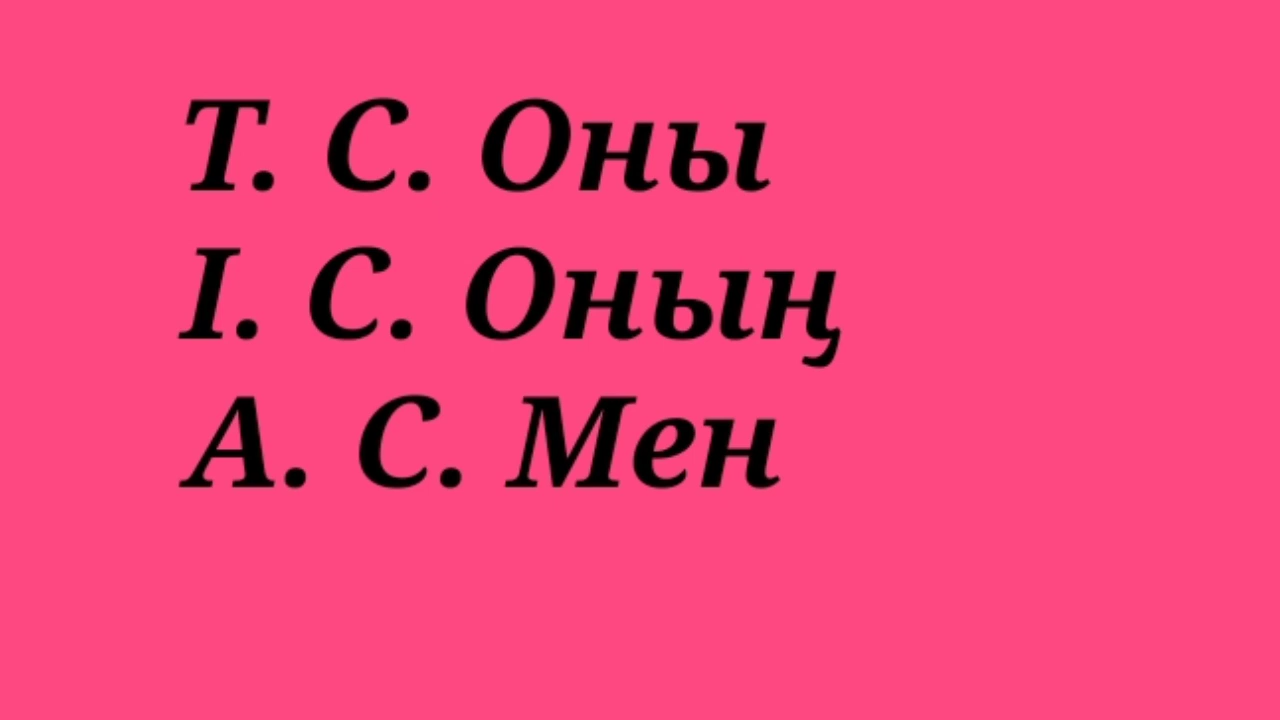 Т. С. Оны
І. С. Оның
А. С. Мен